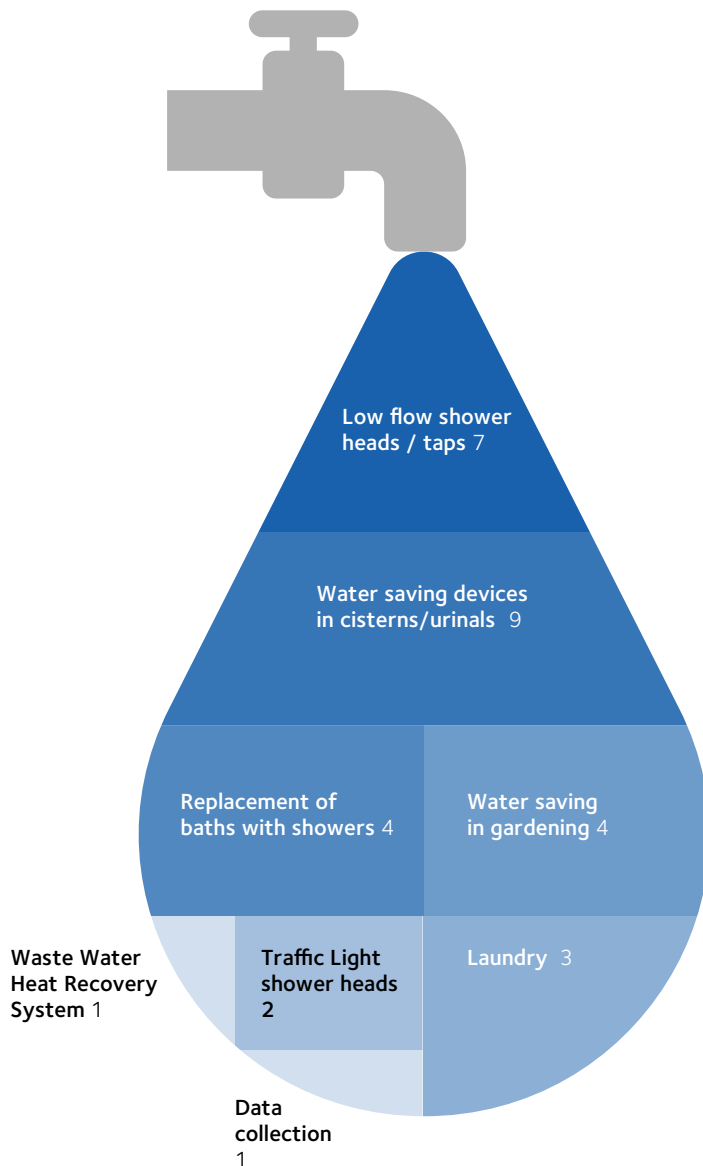 Low flow shower
heads / taps 7
Water saving devices
in cisterns/urinals 9
Replacement of
baths with showers 4
Water saving
in gardening 4
Waste Water
Heat Recovery
System 1
Traffic Light
shower heads
2
Laundry 3
Data
collection
1